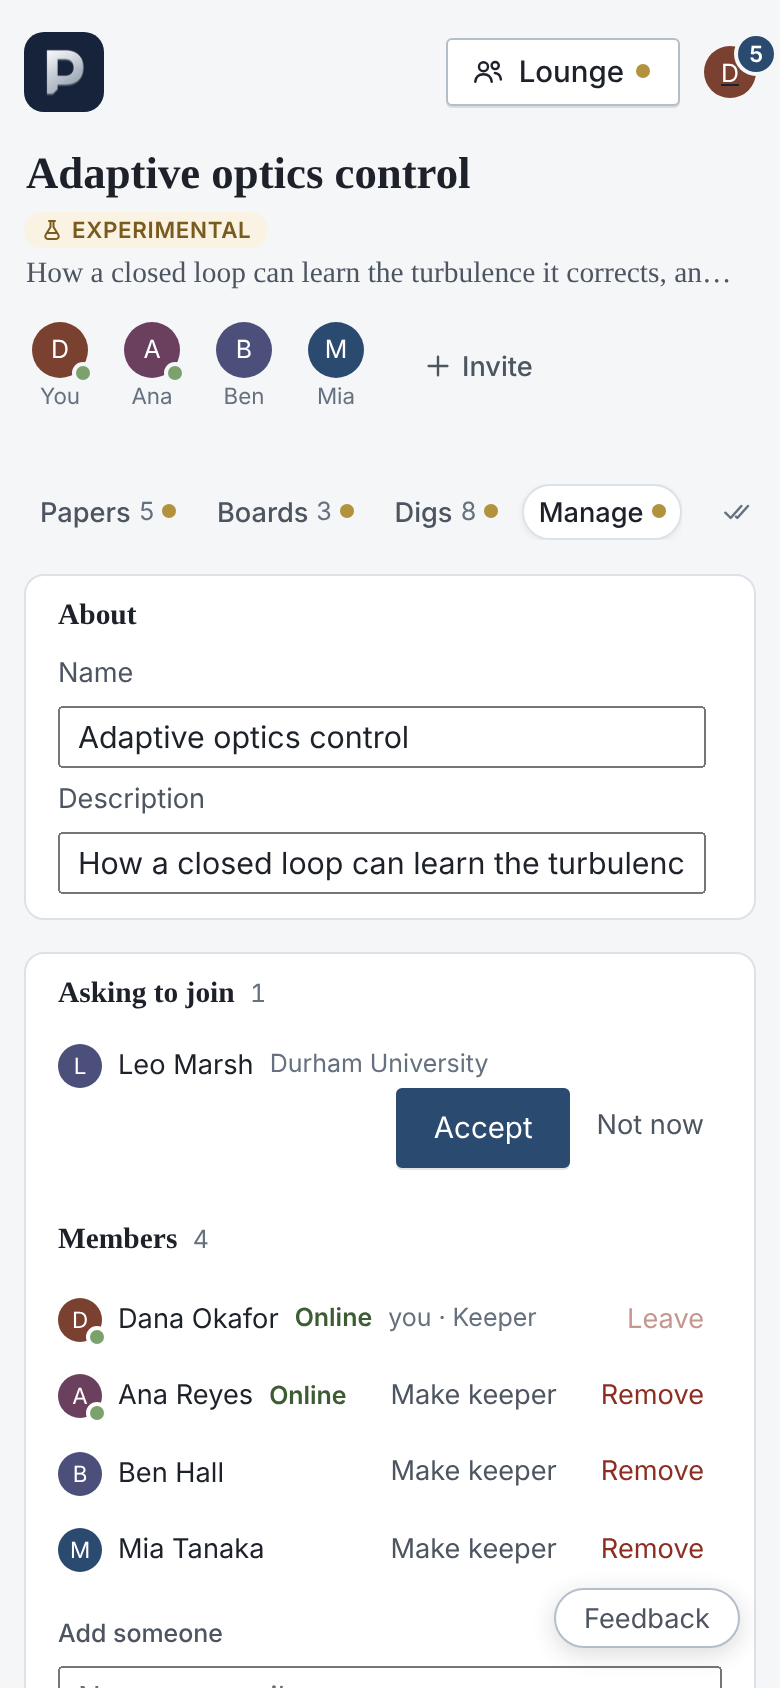 P
Lounge
D
5
Adaptive optics control
EXPERIMENTAL
How a closed loop can learn the turbulence it corrects, an…
D A B M
You Ana Ben Mia
+ Invite
Papers 5 Boards 3 Digs 8 Manage
About
Name
Adaptive optics control
Description
How a closed loop can learn the turbulenc
Asking to join 1
L Leo Marsh Durham University
Accept Not now
Members 4
D Dana Okafor Online you · Keeper Leave
A Ana Reyes Online Make keeper Remove
B Ben Hall Make keeper Remove
M Mia Tanaka Make keeper Remove
Feedback
Add someone